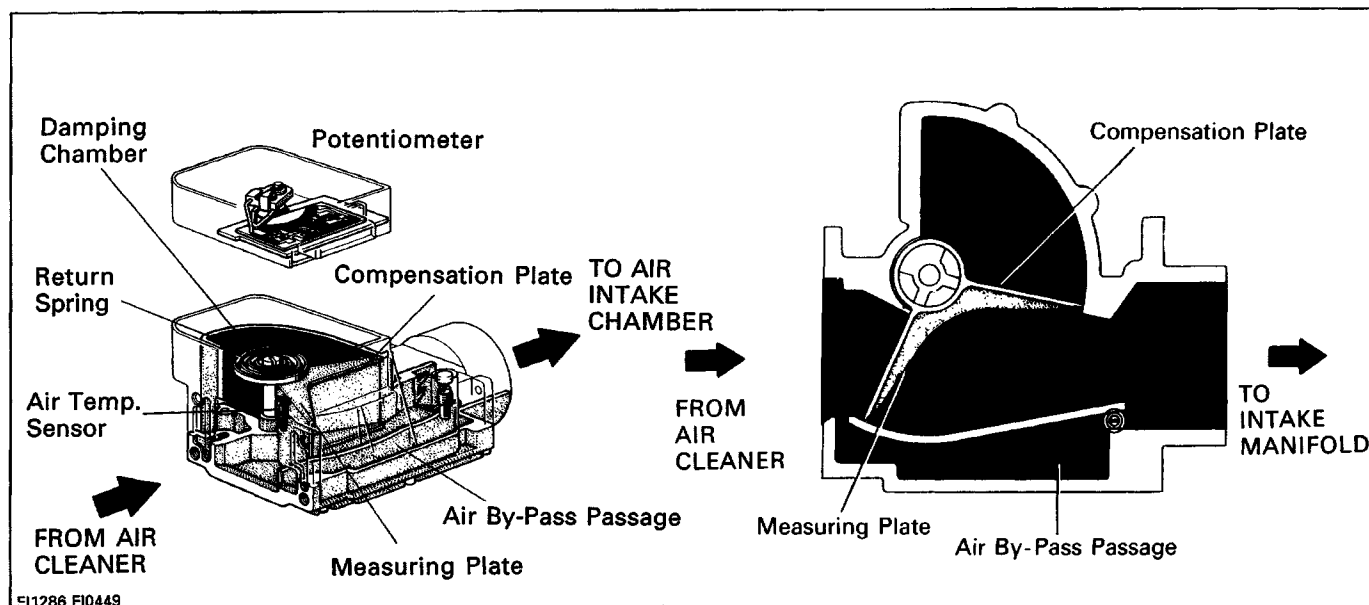 Damping
Chamber
Potentiometer
Return
Spring
Compensation Plate
TO AIR
INTAKE
CHAMBER
Air Temp.
Sensor
FROM AIR
CLEANER
Air By-Pass Passage
Measuring Plate
Compensation Plate
FROM
AIR
CLEANER
TO
INTAKE
MANIFOLD
Measuring Plate
Air By-Pass Passage
FI1286 FI0449